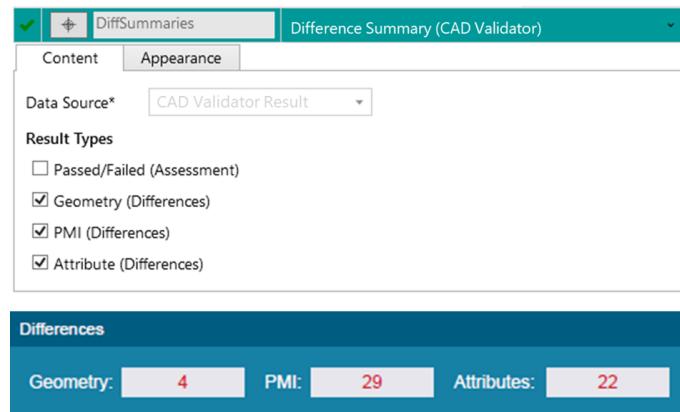 DiffSummaries Difference Summary (CAD Validator)
Content Appearance
Data Source* CAD Validator Result
Result Types
Passed/Failed (Assessment)
Geometry (Differences)
PMI (Differences)
Attribute (Differences)
Differences
Geometry: 4 PMI: 29 Attributes: 22